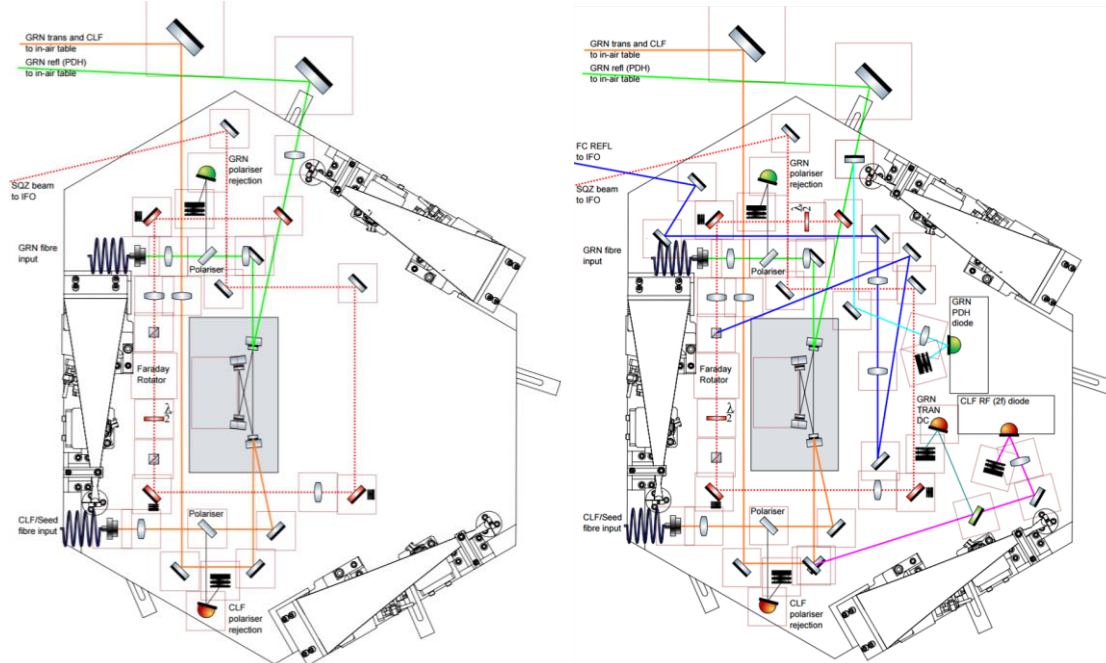 GRN trans and CLF
to in-air table
GRN refl (PDH)
to in-air table
GRN
polariser
rejection
SQZ beam
to IFO
GRN fibre
input
Polariser
Faraday
Rotator
λ
2
CLF/Seed
fibre input
Polariser
CLF
polariser
rejection
GRN trans and CLF
to in-air table
GRN refl (PDH)
to in-air table
FC REFL
to IFO
GRN
polariser
rejection
SQZ beam
to IFO
λ
2
GRN fibre
input
Polariser
GRN
PDH
diode
Faraday
Rotator
λ
2
CLF RF (2f) diode
GRN
TRAN
DC
CLF/Seed
fibre input
Polariser
CLF
polariser
rejection